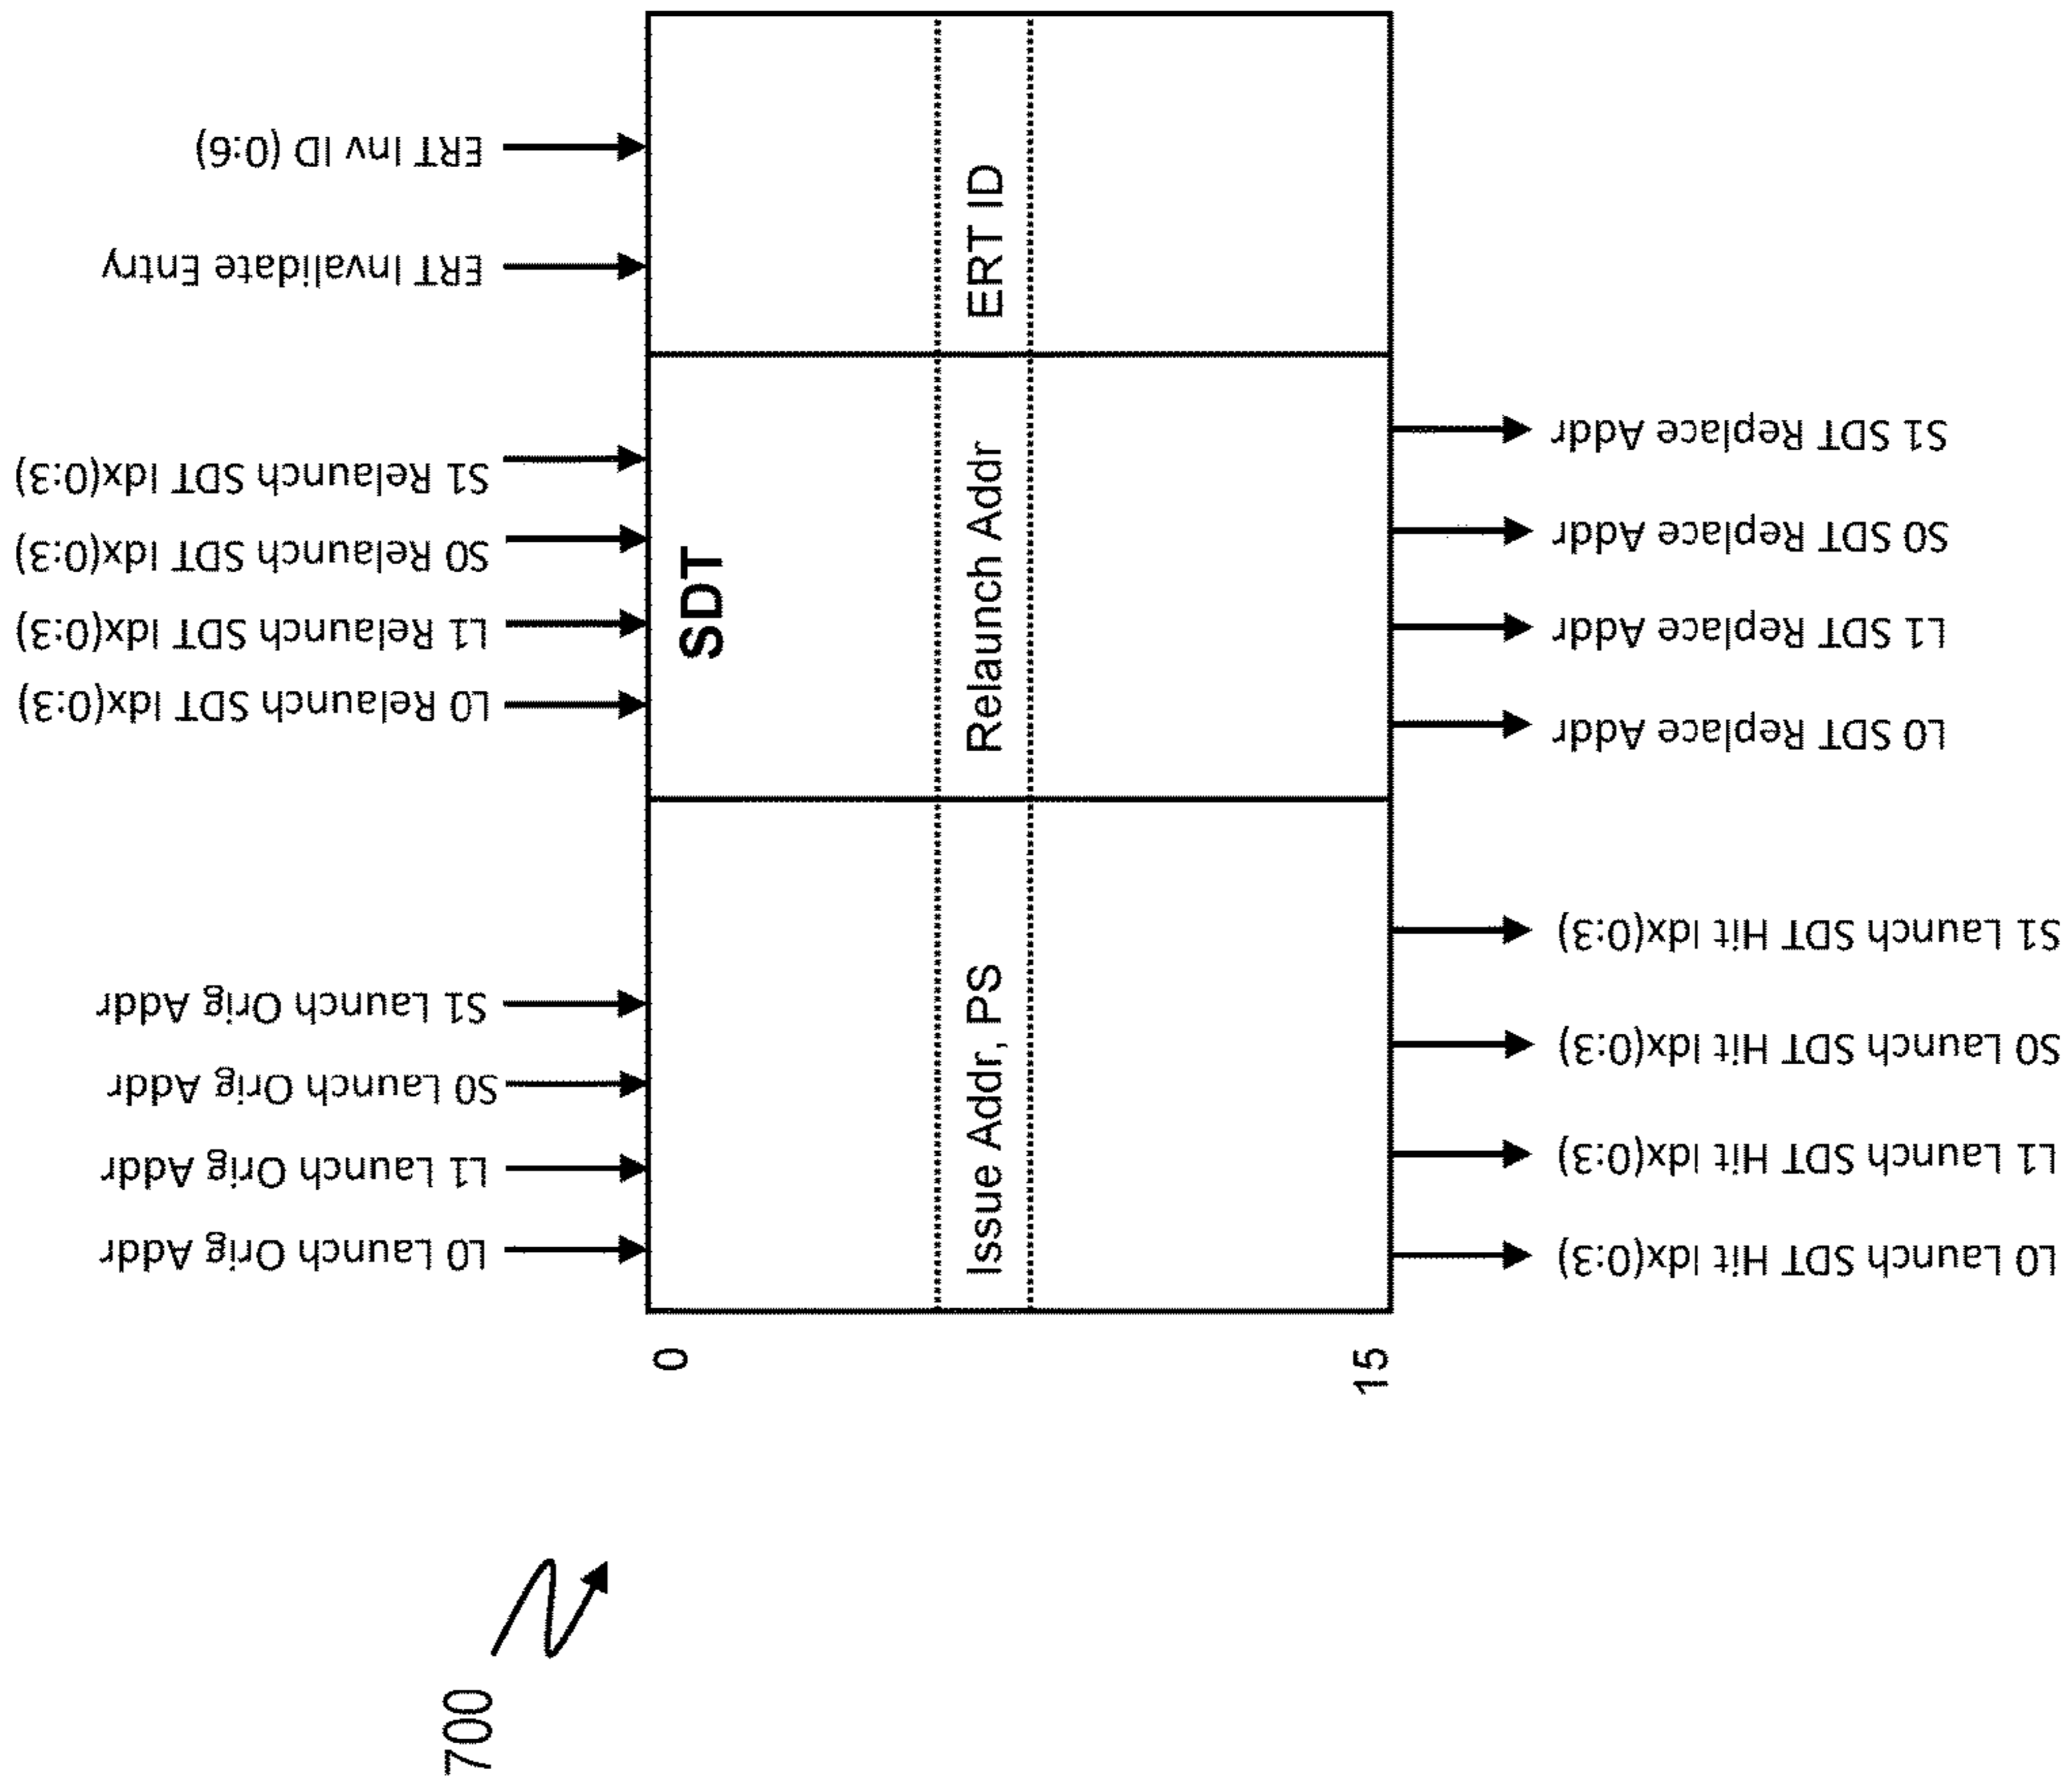 700
L0 Launch Orig Addr
L1 Launch Orig Addr
S0 Launch Orig Addr
S1 Launch Orig Addr
L0 Relaunch SDT Idx(0:3)
L1 Relaunch SDT Idx(0:3)
S0 Relaunch SDT Idx(0:3)
S1 Relaunch SDT Idx(0:3)
ERT Invalidate Entry
ERT Inv ID (0:6)
0
SDT
Issue Addr, PS
Relaunch Addr
ERT ID
15
L0 Launch SDT Hit Idx(0:3)
L1 Launch SDT Hit Idx(0:3)
S0 Launch SDT Hit Idx(0:3)
S1 Launch SDT Hit Idx(0:3)
L0 SDT Replace Addr
L1 SDT Replace Addr
S0 SDT Replace Addr
S1 SDT Replace Addr